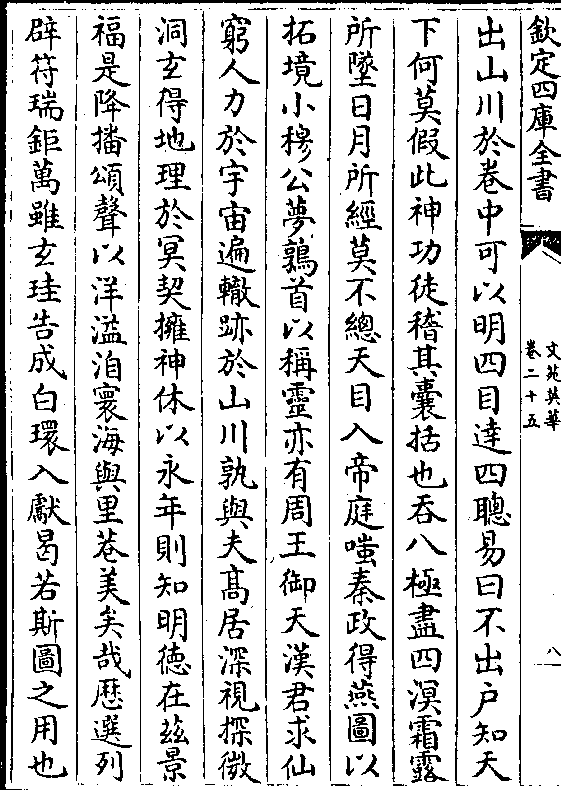 欽定四庫全書
文苑英華
卷二十五
八
出山川於卷中可以明四目達四聰易曰不出戶知天
下何莫假此神功徒稽其囊括也吞八極盡四溟霜露
所墜日月所經莫不總天目入帝庭嗤秦政得燕圖以
拓境小穆公夢鶉首以稱靈亦有周王御天漢君求仙
窮人力於宇宙遍轍跡於山川孰與夫髙居深視探微
洞玄得地理於冥契擁神休以永年則知明徳在兹景
福是降播頌聲以洋溢洎寰海與里巷美矣哉歴選列
辟符瑞鉅萬雖玄珪告成白環入獻曷若斯圖之用也